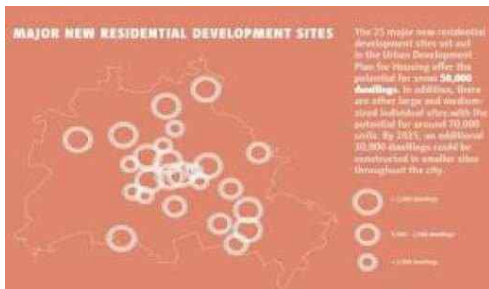 MAJOR NEW RESIDENTIAL DEVELOPMENT SITES
The 25 major new residential
development sites set out
in the Urban Development
Plan for Housing offer the
potential for some 50,000
dwellings. In addition, there
are other large and medium-
sized individual sites with the
potential for around 70,000
units. By 2025, an additional
30,000 dwellings could be
constructed in smaller sites
throughout the city.
dwellings
dwellings
dwellings